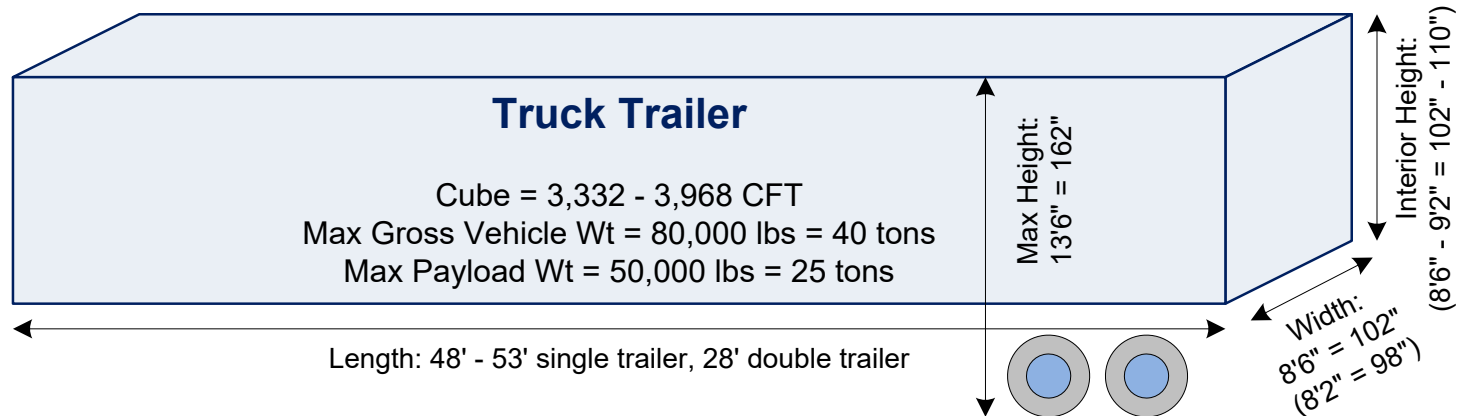 Truck Trailer
Cube = 3,332 - 3,968 CFT
Max Gross Vehicle Wt = 80,000 lbs = 40 tons
Max Payload Wt = 50,000 lbs = 25 tons
Length: 48' - 53' single trailer, 28' double trailer
Max Height:
13'6" = 162"
Width:
8'6" = 102"
(8'2" = 98")
Interior Height:
(8'6" - 9'2" = 102" - 110")